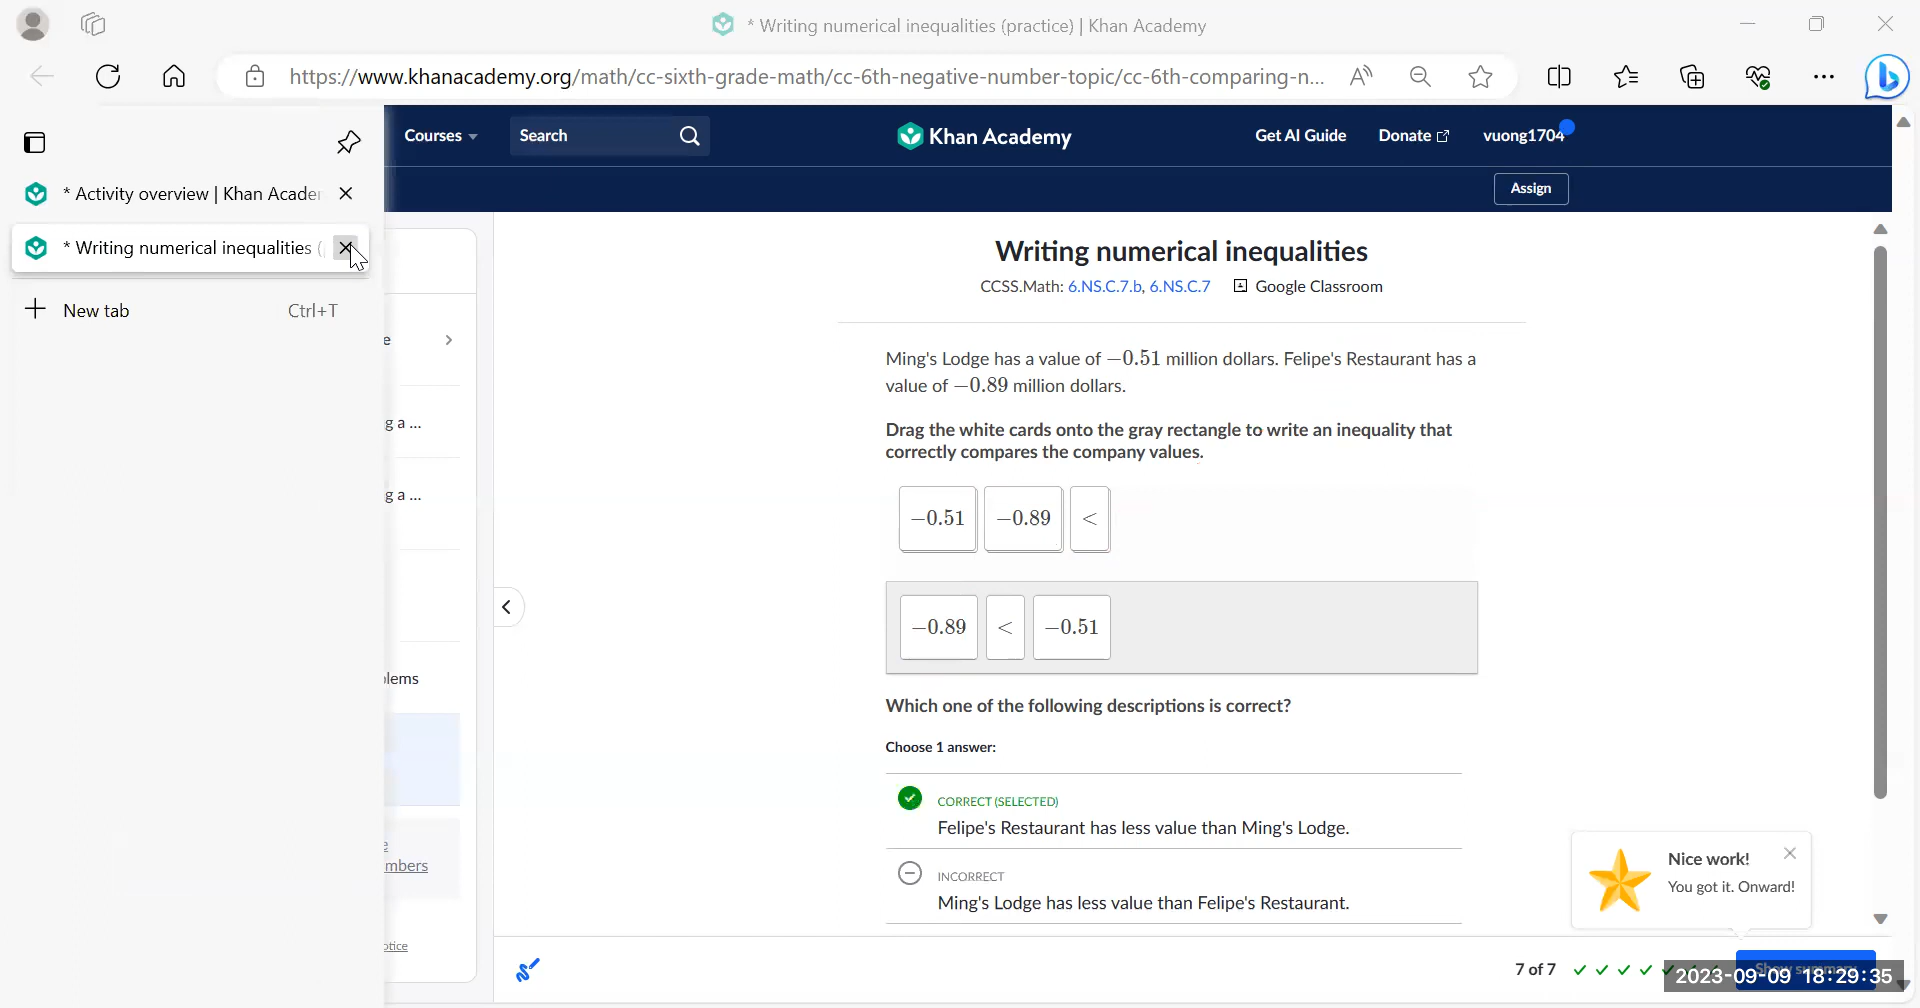 * Writing numerical inequalities (practice) | Khan Academy
https://www.khanacademy.org/math/cc-sixth-grade-math/cc-6th-negative-number-topic/cc-6th-comparing-n...
* Activity overview | Khan Acader
* Writing numerical inequalities (
New tab Ctrl+T
Courses
Search
Khan Academy
Get AI Guide
Donate
vuong1704
Assign
e
g a ...
g a ...
lems
e
mbers
otice
Writing numerical inequalities
CCSS.Math: 6.NS.C.7.b, 6.NS.C.7 Google Classroom
Ming's Lodge has a value of −0.51 million dollars. Felipe's Restaurant has a
value of −0.89 million dollars.
Drag the white cards onto the gray rectangle to write an inequality that
correctly compares the company values.
−0.51 −0.89 <
−0.89 < −0.51
Which one of the following descriptions is correct?
Choose 1 answer:
CORRECT (SELECTED)
Felipe's Restaurant has less value than Ming's Lodge.
INCORRECT
Ming's Lodge has less value than Felipe's Restaurant.
Nice work!
You got it. Onward!
7 of 7
2023-09-09 18:29:35